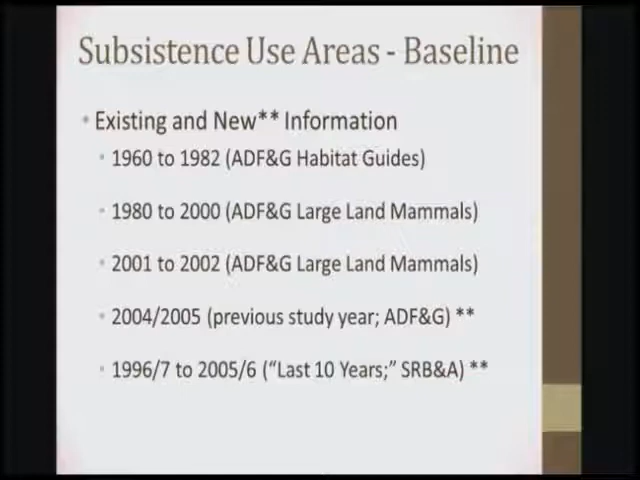 Subsistence Use Areas - Baseline
• Existing and New** Information
• 1960 to 1982 (ADF&G Habitat Guides)
• 1980 to 2000 (ADF&G Large Land Mammals)
• 2001 to 2002 (ADF&G Large Land Mammals)
• 2004/2005 (previous study year; ADF&G) **
• 1996/7 to 2005/6 (“Last 10 Years;” SRB&A) **